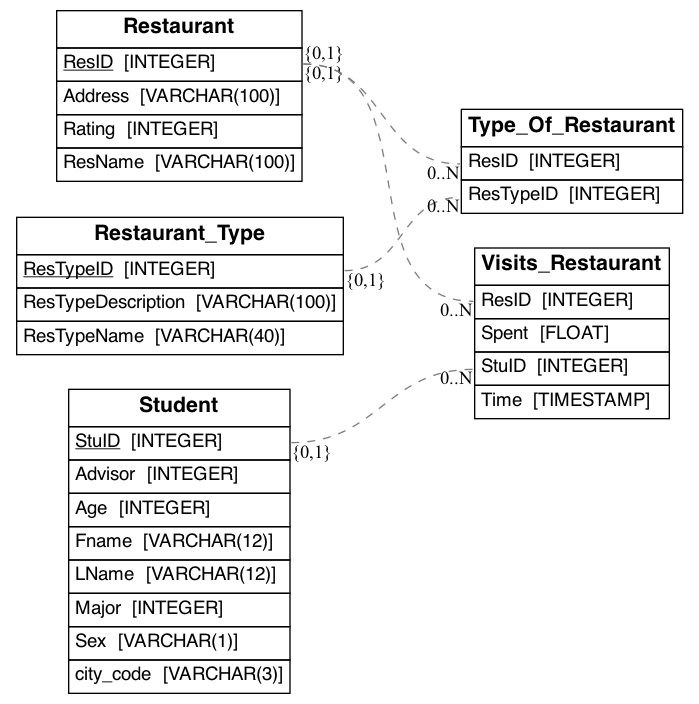 Restaurant
ResID [INTEGER]
Address [VARCHAR(100)]
Rating [INTEGER]
ResName [VARCHAR(100)]
{0,1}
{0,1}
Type_Of_Restaurant
ResID [INTEGER]
ResTypeID [INTEGER]
0..N
0..N
Restaurant_Type
ResTypeID [INTEGER]
ResTypeDescription [VARCHAR(100)]
ResTypeName [VARCHAR(40)]
{0,1}
Visits_Restaurant
ResID [INTEGER]
Spent [FLOAT]
StuID [INTEGER]
Time [TIMESTAMP]
0..N
0..N
Student
StuID [INTEGER]
Advisor [INTEGER]
Age [INTEGER]
Fname [VARCHAR(12)]
LName [VARCHAR(12)]
Major [INTEGER]
Sex [VARCHAR(1)]
city_code [VARCHAR(3)]
{0,1}